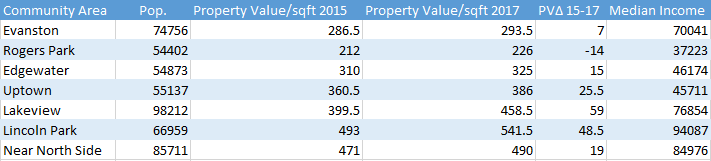 Community Area Pop. Property Value/sqft 2015 Property Value/sqft 2017 PVΔ 15-17 Median Income
Evanston 74756 286.5 293.5 7 70041
Rogers Park 54402 212 226 -14 37223
Edgewater 54873 310 325 15 46174
Uptown 55137 360.5 386 25.5 45711
Lakeview 98212 399.5 458.5 59 76854
Lincoln Park 66959 493 541.5 48.5 94087
Near North Side 85711 471 490 19 84976